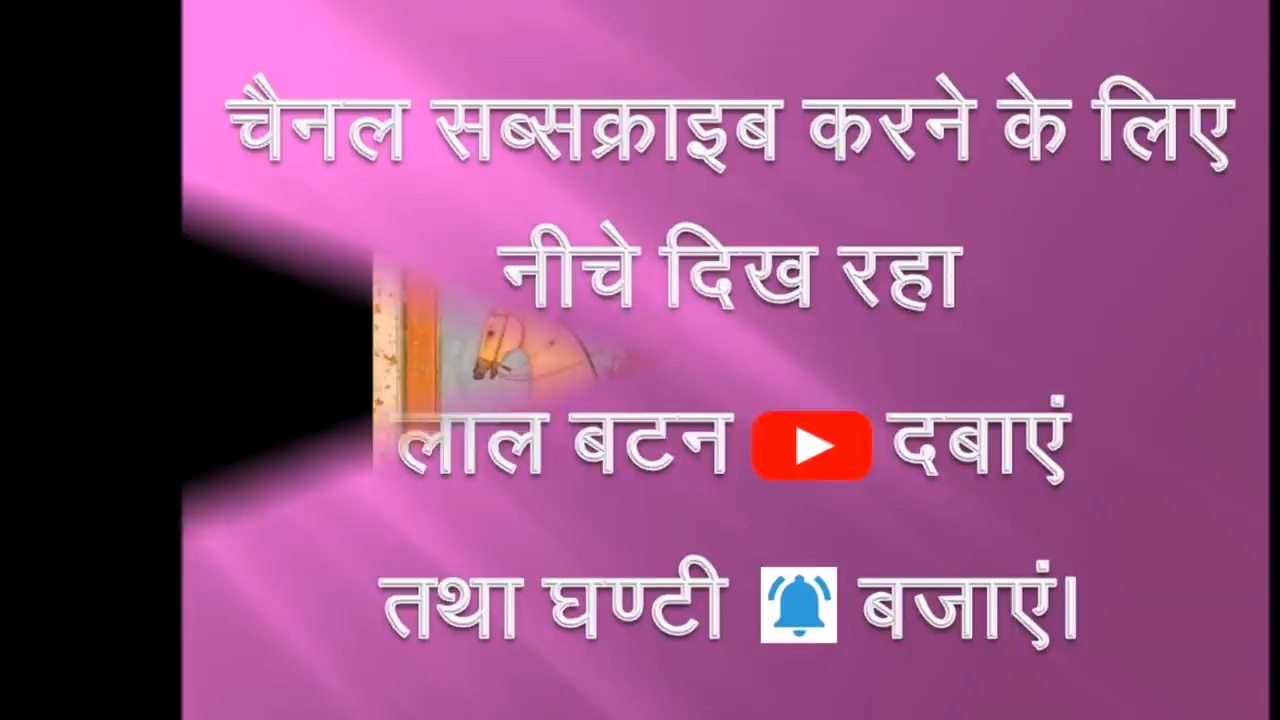 चैनल सब्सक्राइब करने के लिए
नीचे दिख रहा
लाल बटन दबाएं
तथा घण्टी बजाएं।